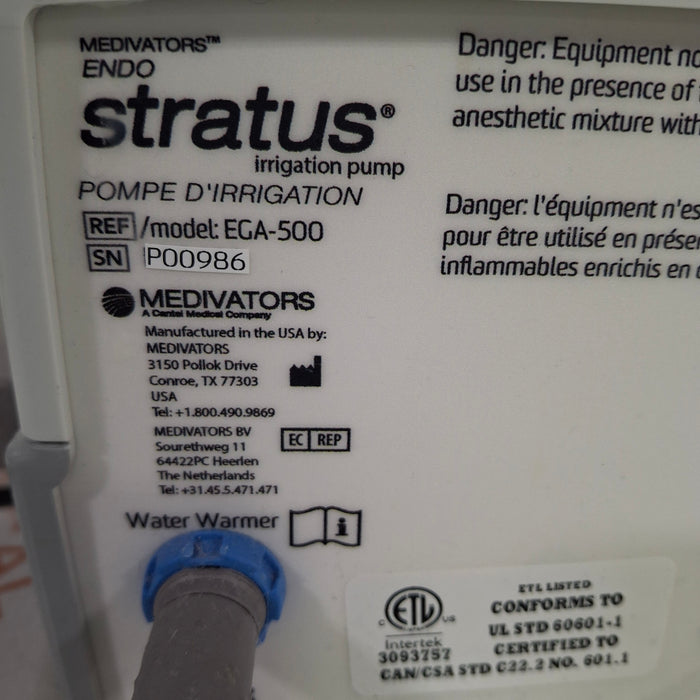 MEDIVATORS™
ENDO
stratus®
irrigation pump
POMPE D'IRRIGATION
REF /model: EGA-500
SN P00986
MEDIVATORS
A Cantel Medical Company
Manufactured in the USA by:
MEDIVATORS
3150 Pollok Drive
Conroe, TX 77303
USA
Tel: +1.800.490.9869
MEDIVATORS BV
Sourethweg 11
64422PC Heerlen
The Netherlands
Tel: +31.45.5.471.471
EC REP
Water Warmer
i
Danger: Equipment no
use in the presence of
anesthetic mixture with
Danger: l'équipment n'es
pour être utilisé en prése
inflammables enrichis en
ETL
C US
Intertek
3093757
ETL LISTED
CONFORMS TO
UL STD 60601-1
CERTIFIED TO
CAN/CSA STD C22.2 NO. 601.1